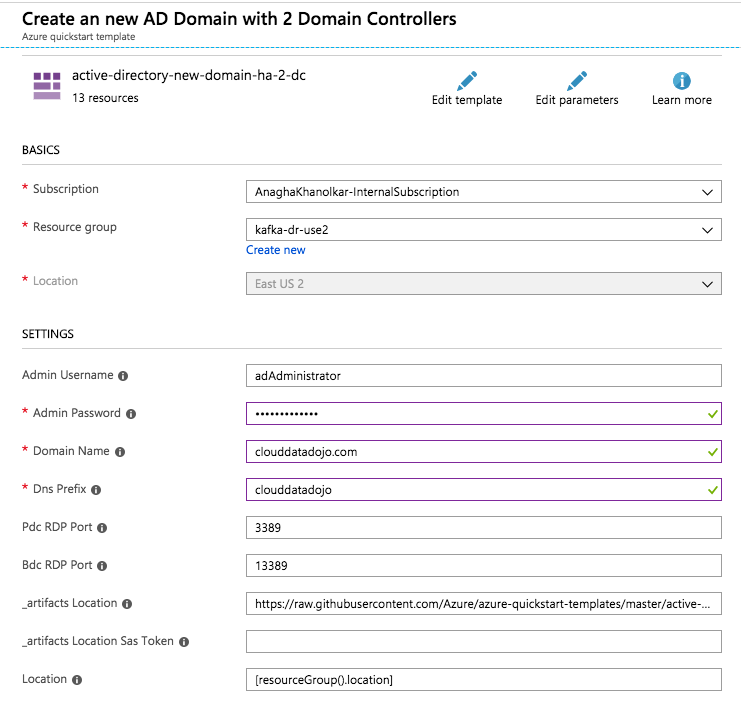 Create an new AD Domain with 2 Domain Controllers
Azure quickstart template
active-directory-new-domain-ha-2-dc
13 resources
Edit template
Edit parameters
Learn more
BASICS
* Subscription
AnaghaKhanolkar-InternalSubscription
* Resource group
kafka-dr-use2
Create new
* Location
East US 2
SETTINGS
Admin Username
adAdministrator
* Admin Password
•••••••••••••
* Domain Name
clouddatadojo.com
* Dns Prefix
clouddatadojo
Pdc RDP Port
3389
Bdc RDP Port
13389
_artifacts Location
https://raw.githubusercontent.com/Azure/azure-quickstart-templates/master/active-...
_artifacts Location Sas Token
Location
[resourceGroup().location]